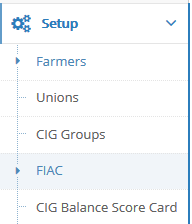 Setup
Farmers
Unions
CIG Groups
FIAC
CIG Balance Score Card